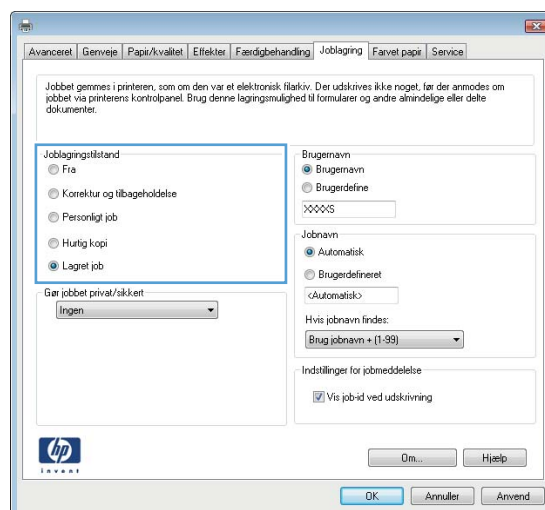 Avanceret Genveje Papir/kvalitet Effekter Færdigbehandling Joblagring Farvet papir Service
Jobbet gemmes i printeren, som om den var et elektronisk filarkiv. Der udskrives ikke noget, før der anmodes om
jobbet via printerens kontrolpanel. Brug denne lagringsmulighed til formularer og andre almindelige eller delte
dokumenter.
Joblagringstilstand
Fra
Korrektur og tilbageholdelse
Personligt job
Hurtig kopi
Lagret job
Gør jobbet privat/sikkert
Ingen
Brugernavn
Brugernavn
Brugerdefine
XXXXS
Jobnavn
Automatisk
Brugerdefineret
<Automatisk>
Hvis jobnavn findes:
Brug jobnavn + (1-99)
Indstillinger for jobmeddelelse
Vis job-id ved udskrivning
hp
invent
Om...
Hjælp
OK
Annuller
Anvend